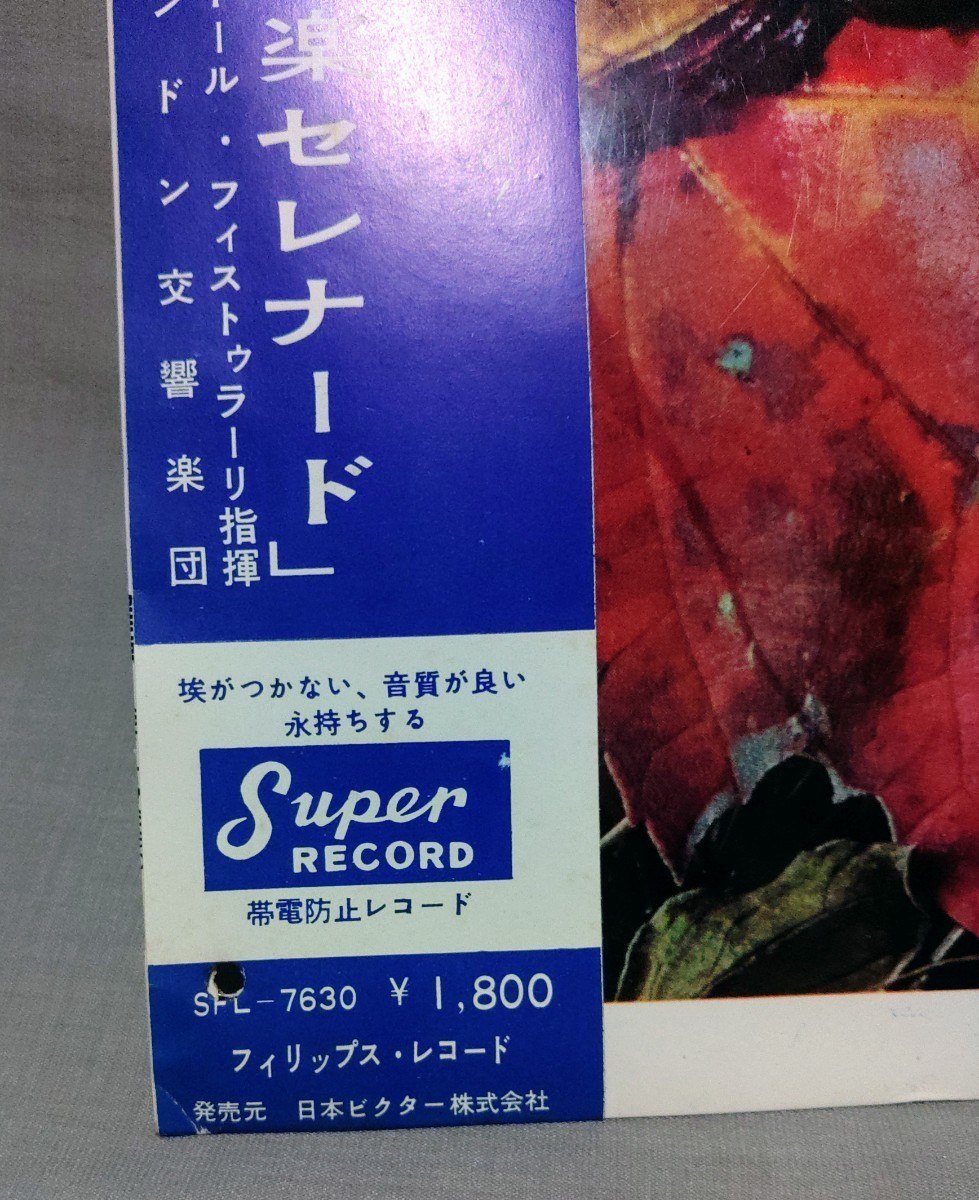 楽セレナード」
ール・フィストゥラーリ指揮
ンドン交響楽団
埃がつかない、音質が良い
永持ちする
Super
RECORD
帯電防止レコード
SFL-7630 ¥1,800
フィリップス・レコード
発売元 日本ビクター株式会社